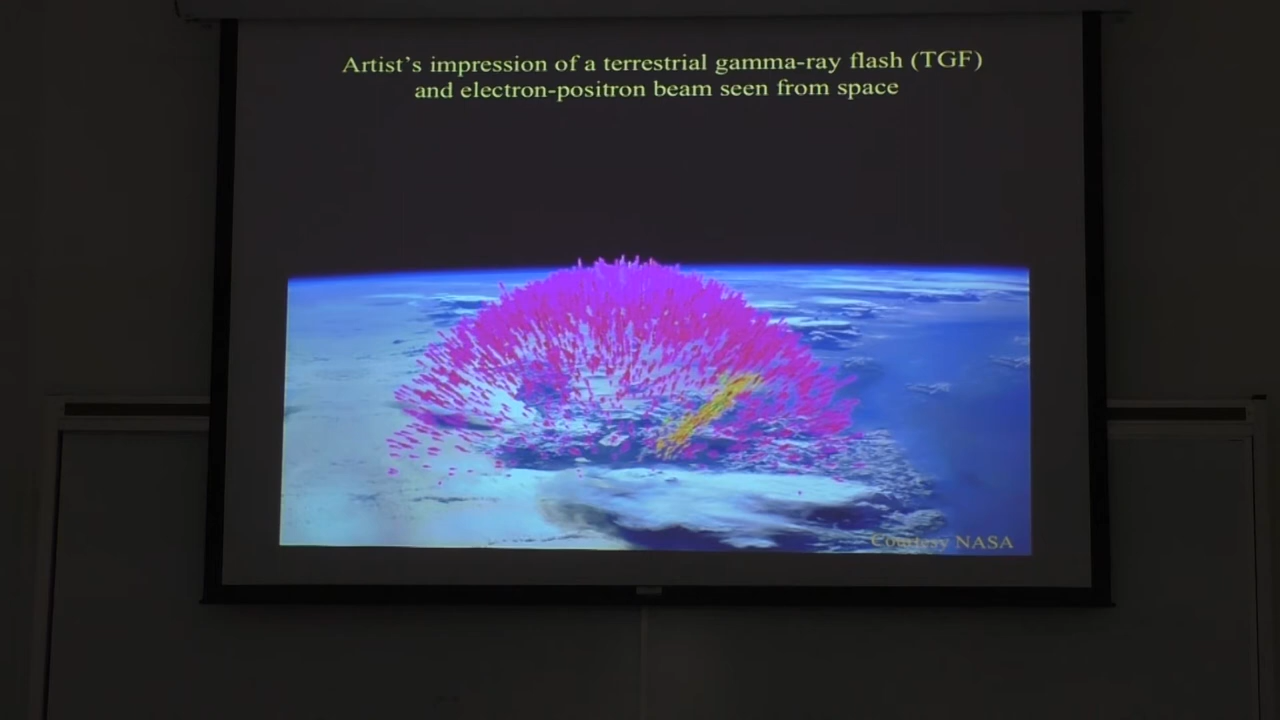 Artist's impression of a terrestrial gamma-ray flash (TGF)
and electron-positron beam seen from space
Courtesy NASA